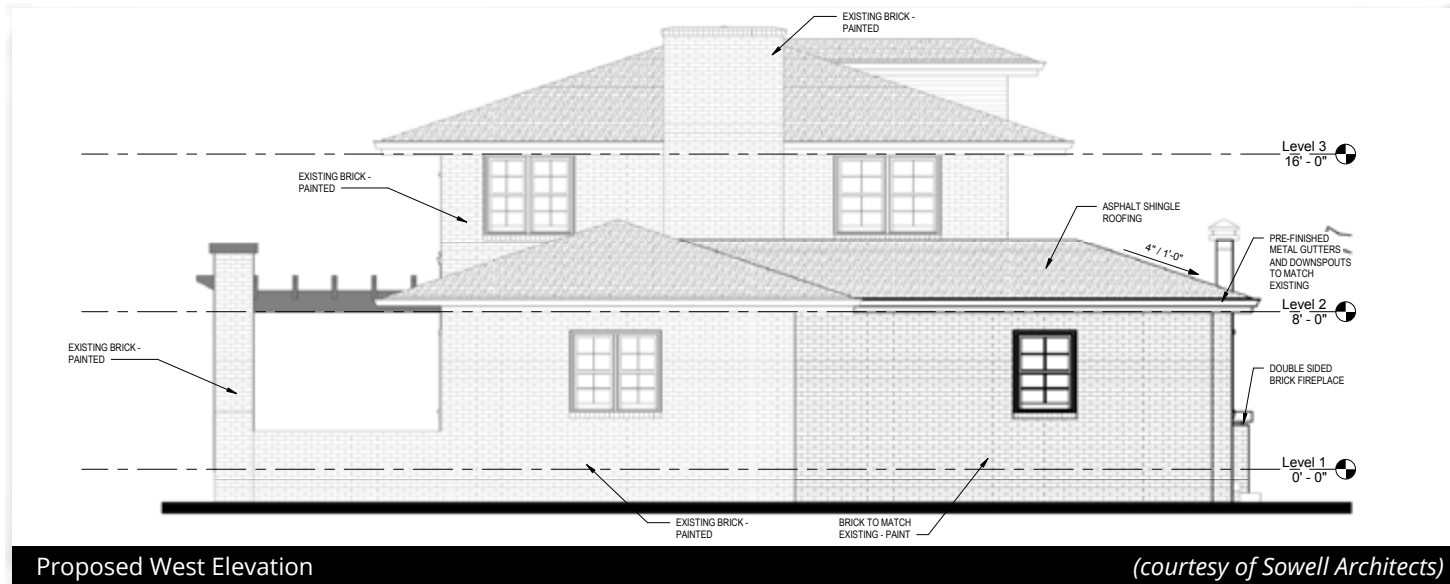 EXISTING BRICK -
PAINTED
Level 3
16' - 0"
EXISTING BRICK -
PAINTED
ASPHALT SHINGLE
ROOFING
4" / 1'-0"
PRE-FINISHED
METAL GUTTERS
AND DOWNSPOUTS
TO MATCH
EXISTING
Level 2
8' - 0"
EXISTING BRICK -
PAINTED
DOUBLE SIDED
BRICK FIREPLACE
Level 1
0' - 0"
EXISTING BRICK -
PAINTED
BRICK TO MATCH
EXISTING - PAINT
Proposed West Elevation
(courtesy of Sowell Architects)